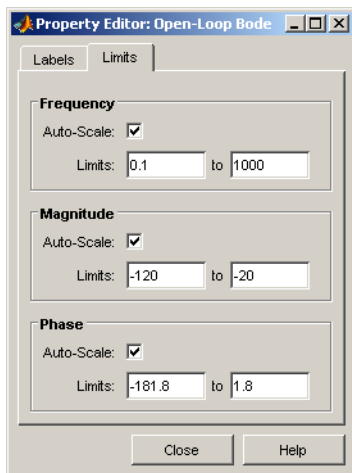 Property Editor: Open-Loop Bode
Labels Limits
Frequency
Auto-Scale:
Limits: 0.1 to 1000
Magnitude
Auto-Scale:
Limits: -120 to -20
Phase
Auto-Scale:
Limits: -181.8 to 1.8
Close Help